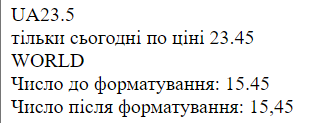 UA23.5
тільки сьогодні по ціні 23.45
WORLD
Число до форматування: 15.45
Число після форматування: 15,45